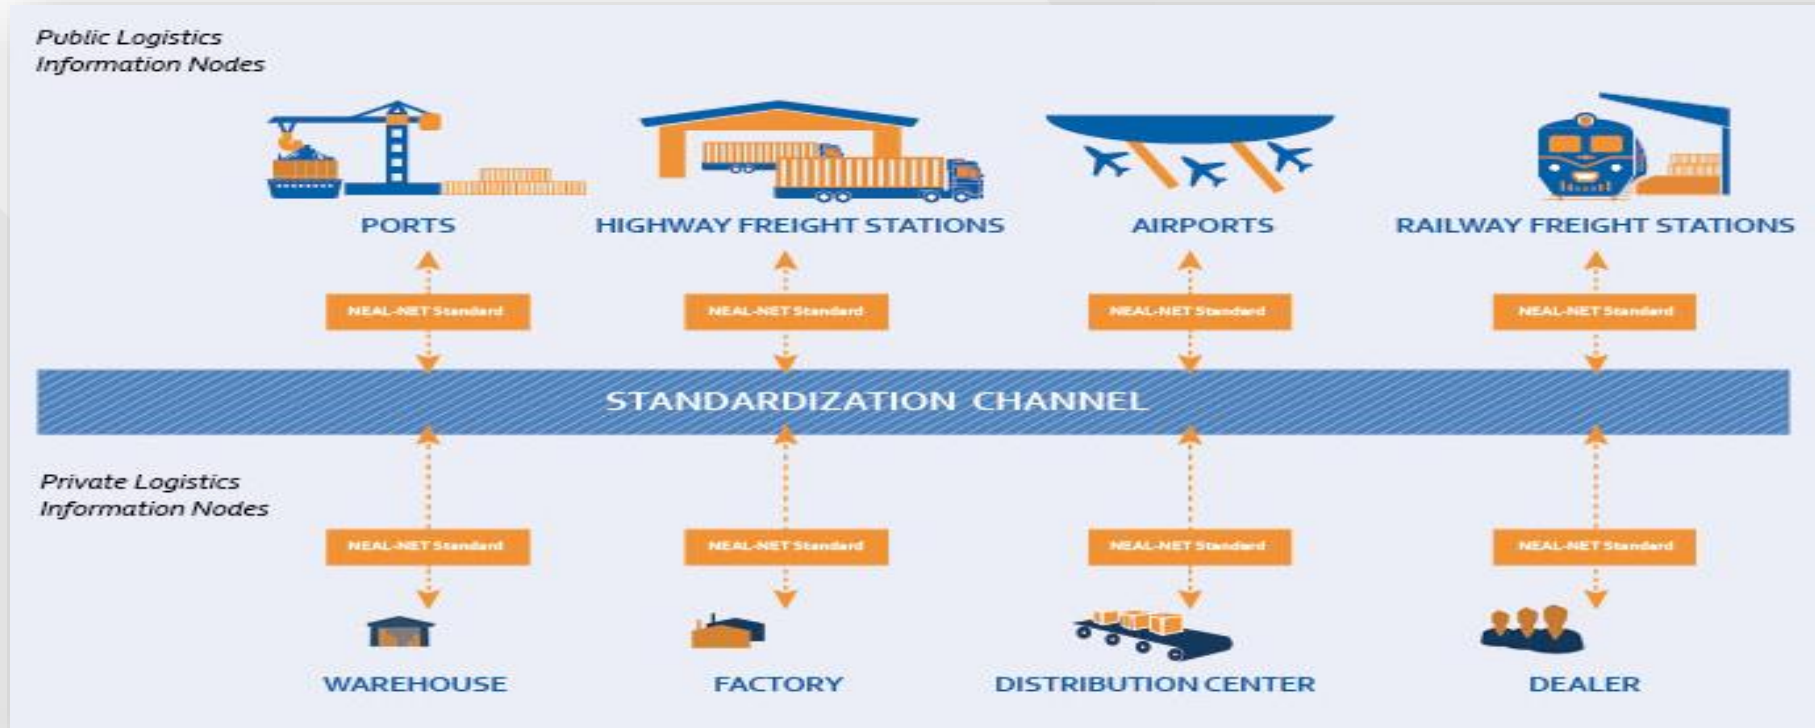 Public Logistics
Information Nodes
PORTS
HIGHWAY FREIGHT STATIONS
AIRPORTS
RAILWAY FREIGHT STATIONS
NEAL-NET Standard
NEAL-NET Standard
NEAL-NET Standard
NEAL-NET Standard
STANDARDIZATION CHANNEL
Private Logistics
Information Nodes
NEAL-NET Standard
NEAL-NET Standard
NEAL-NET Standard
NEAL-NET Standard
WAREHOUSE
FACTORY
DISTRIBUTION CENTER
DEALER